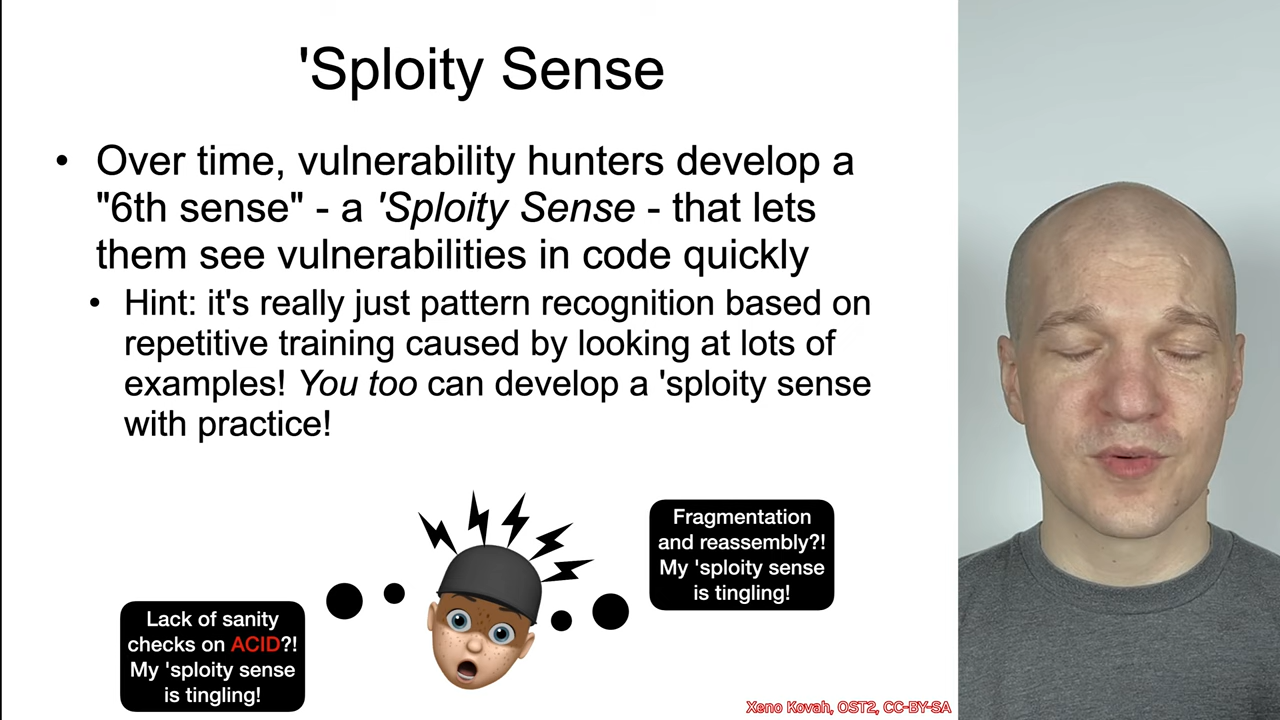 'Sploity Sense
• Over time, vulnerability hunters develop a
"6th sense" - a 'Sploity Sense - that lets
them see vulnerabilities in code quickly
• Hint: it's really just pattern recognition based on
repetitive training caused by looking at lots of
examples! You too can develop a 'sploity sense
with practice!
Fragmentation
and reassembly?!
My 'sploity sense
is tingling!
Lack of sanity
checks on ACID?!
My 'sploity sense
is tingling!
Xeno Kovah, OST2, CC-BY-SA